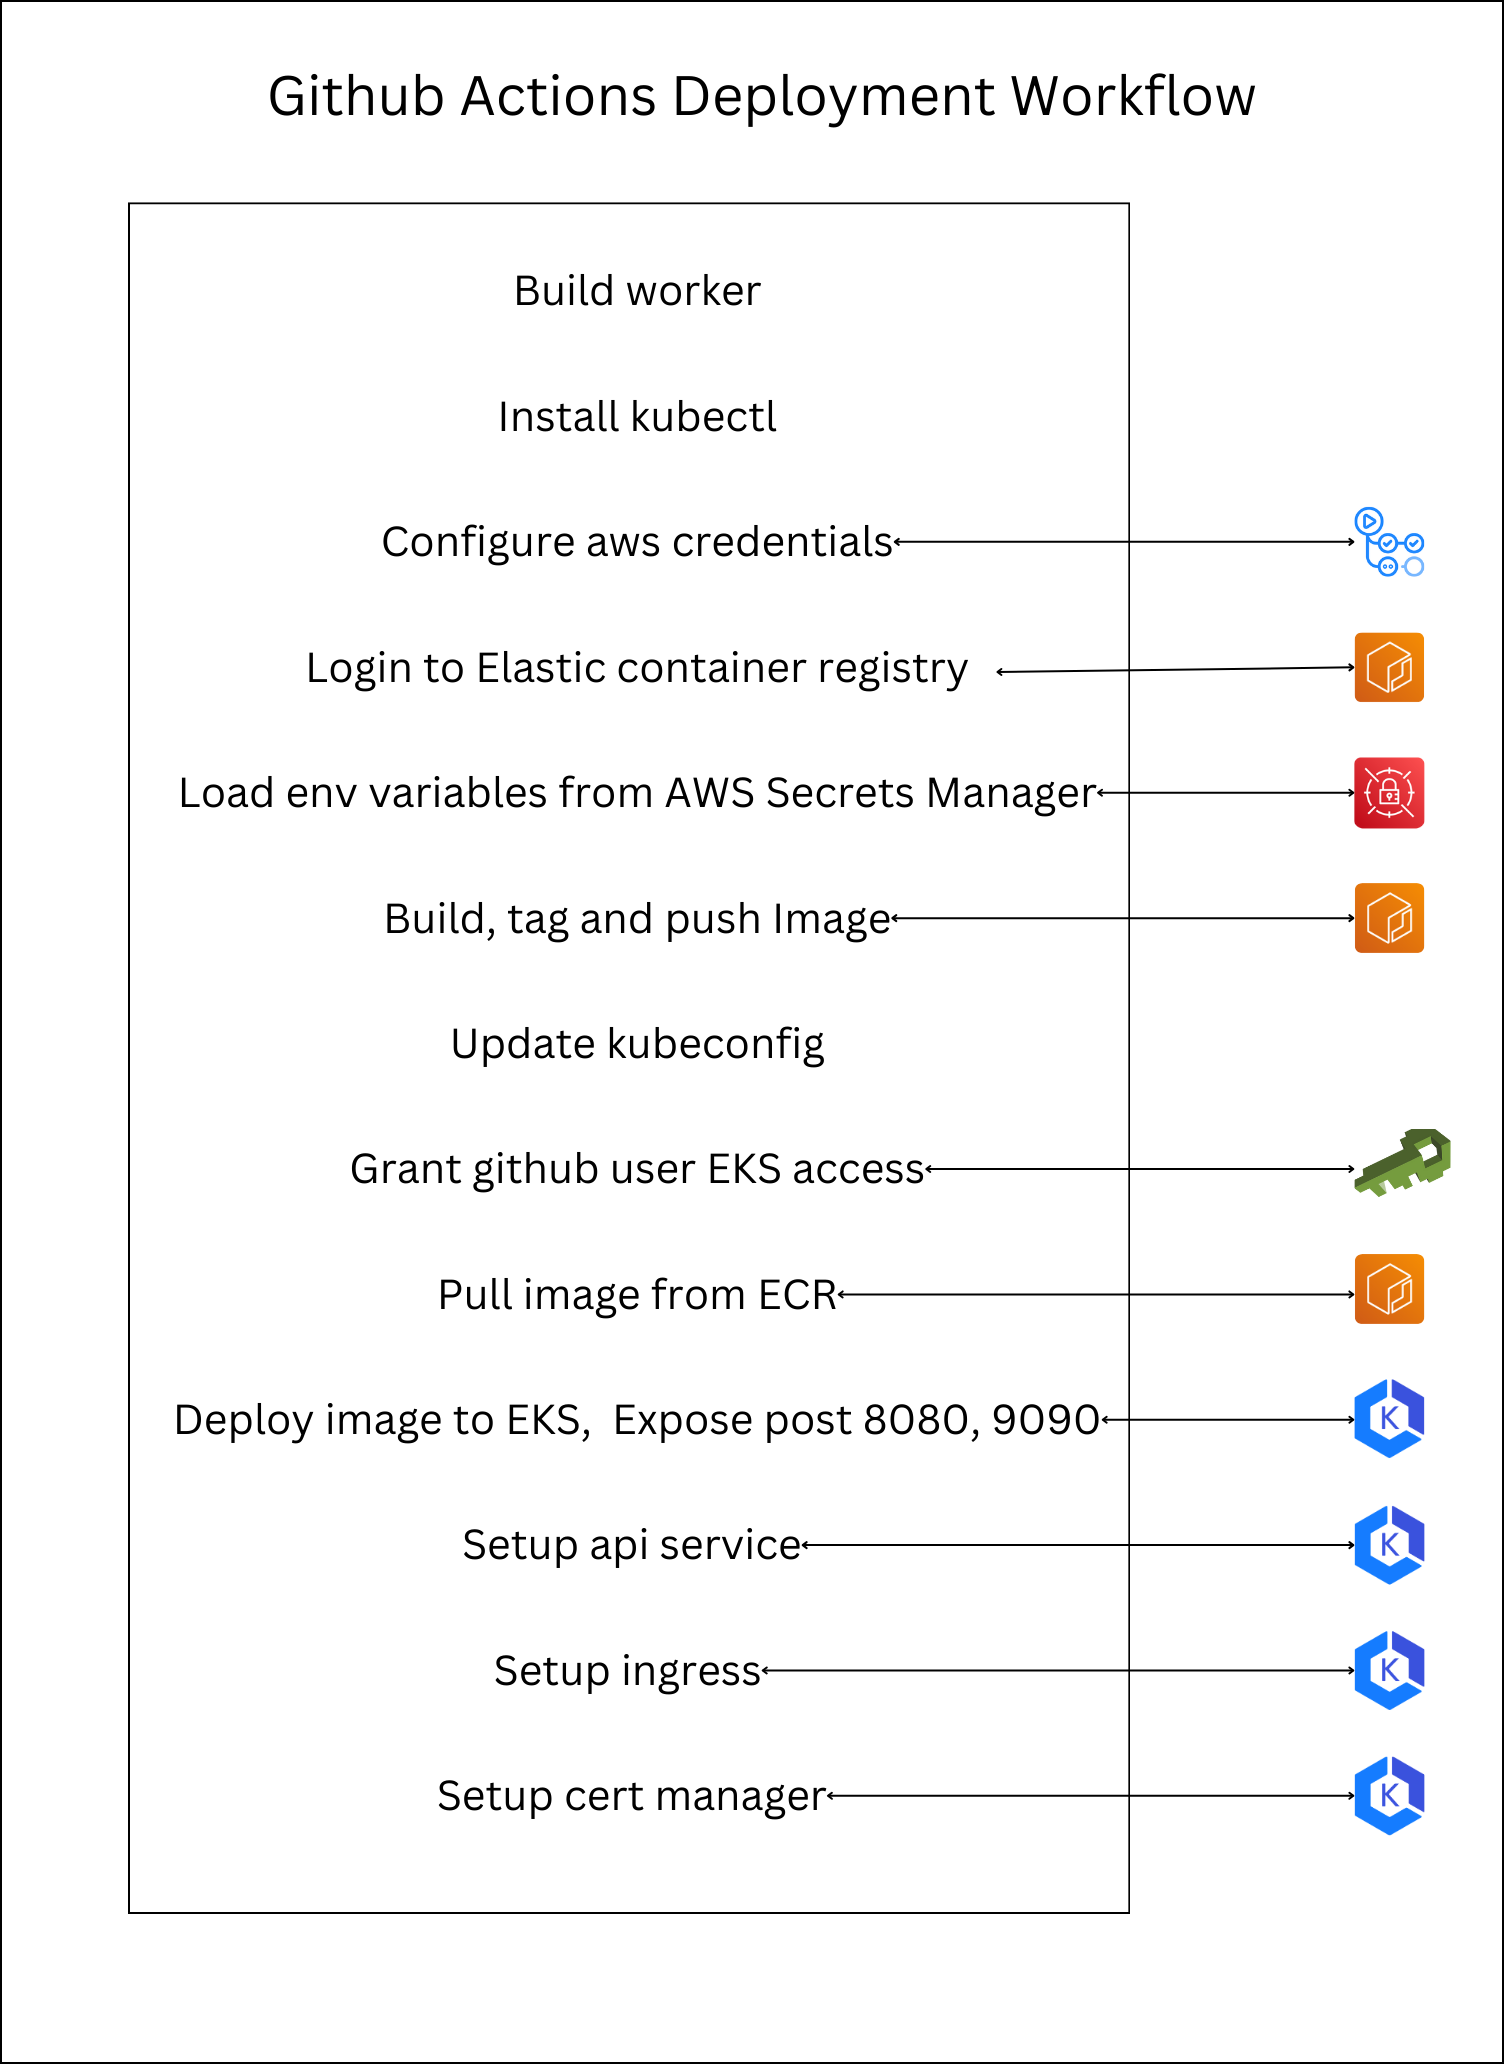 Github Actions Deployment Workflow
Build worker
Install kubectl
Configure aws credentials
Login to Elastic container registry
Load env variables from AWS Secrets Manager
Build, tag and push Image
Update kubeconfig
Grant github user EKS access
Pull image from ECR
Deploy image to EKS,  Expose post 8080, 9090
K
Setup api service
K
Setup ingress
K
Setup cert manager
K